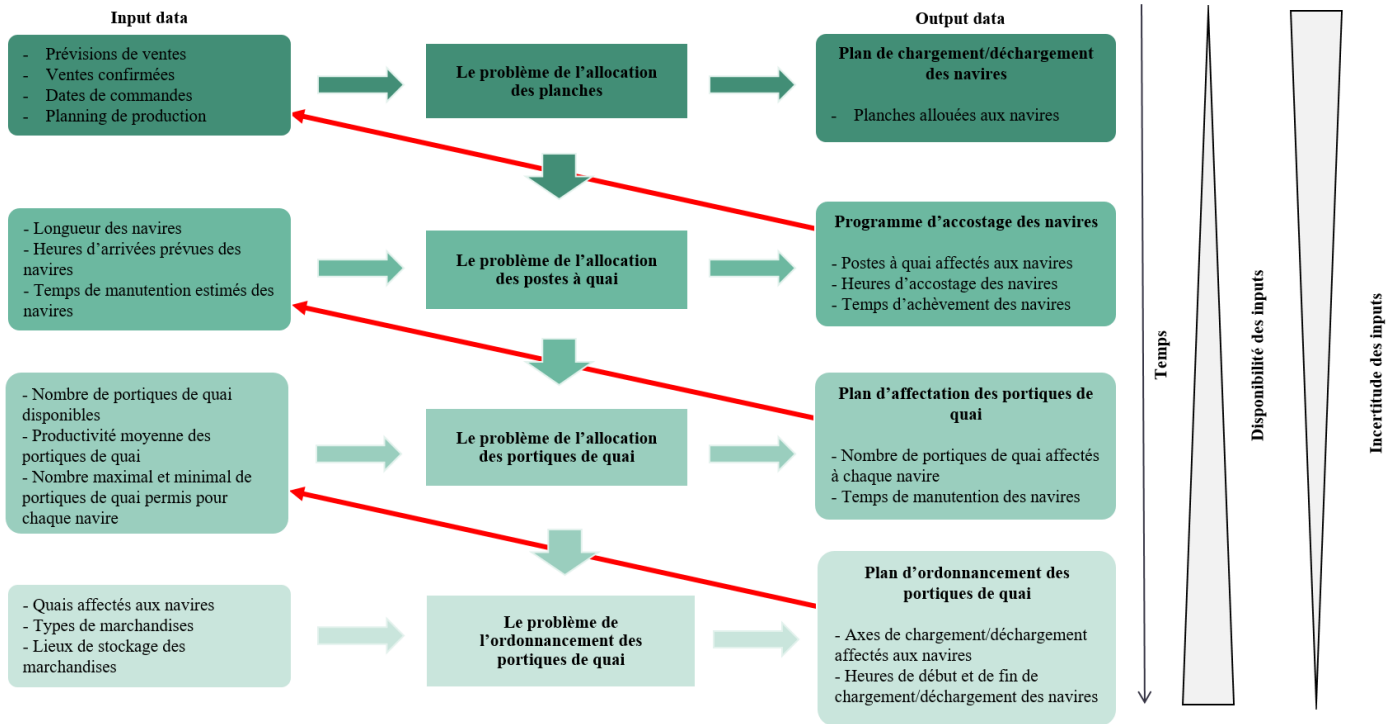 Input data
Output data
- Prévisions de ventes
- Ventes confirmées
- Dates de commandes
- Planning de production
Le problème de l’allocation
des planches
Plan de chargement/déchargement
des navires
- Planches allouées aux navires
- Longueur des navires
- Heures d’arrivées prévues des
navires
- Temps de manutention estimés des
navires
Le problème de l’allocation
des postes à quai
Programme d’accostage des navires
- Postes à quai affectés aux navires
- Heures d’accostage des navires
- Temps d’achèvement des navires
- Nombre de portiques de quai
disponibles
- Productivité moyenne des
portiques de quai
- Nombre maximal et minimal de
portiques de quai permis pour
chaque navire
Le problème de l’allocation
des portiques de quai
Plan d’affectation des portiques de
quai
- Nombre de portiques de quai affectés
à chaque navire
- Temps de manutention des navires
- Quais affectés aux navires
- Types de marchandises
- Lieux de stockage des
marchandises
Le problème de
l’ordonnancement des
portiques de quai
Plan d’ordonnancement des
portiques de quai
- Axes de chargement/déchargement
affectés aux navires
- Heures de début et de fin de
chargement/déchargement des navires
Temps
Disponibilité des inputs
Incertitude des inputs